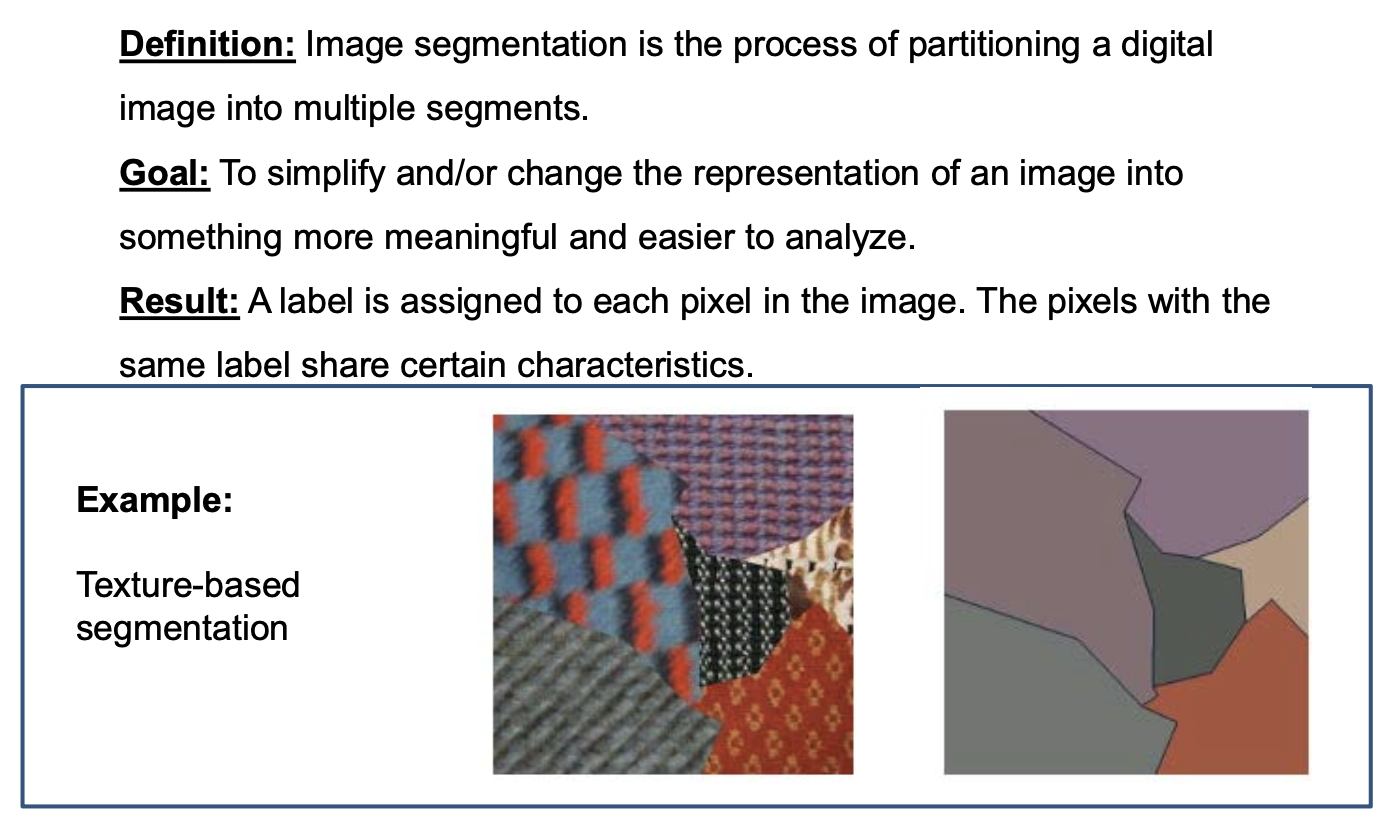 Definition: Image segmentation is the process of partitioning a digital
image into multiple segments.
Goal: To simplify and/or change the representation of an image into
something more meaningful and easier to analyze.
Result: A label is assigned to each pixel in the image. The pixels with the
same label share certain characteristics.
Example:
Texture-based
segmentation